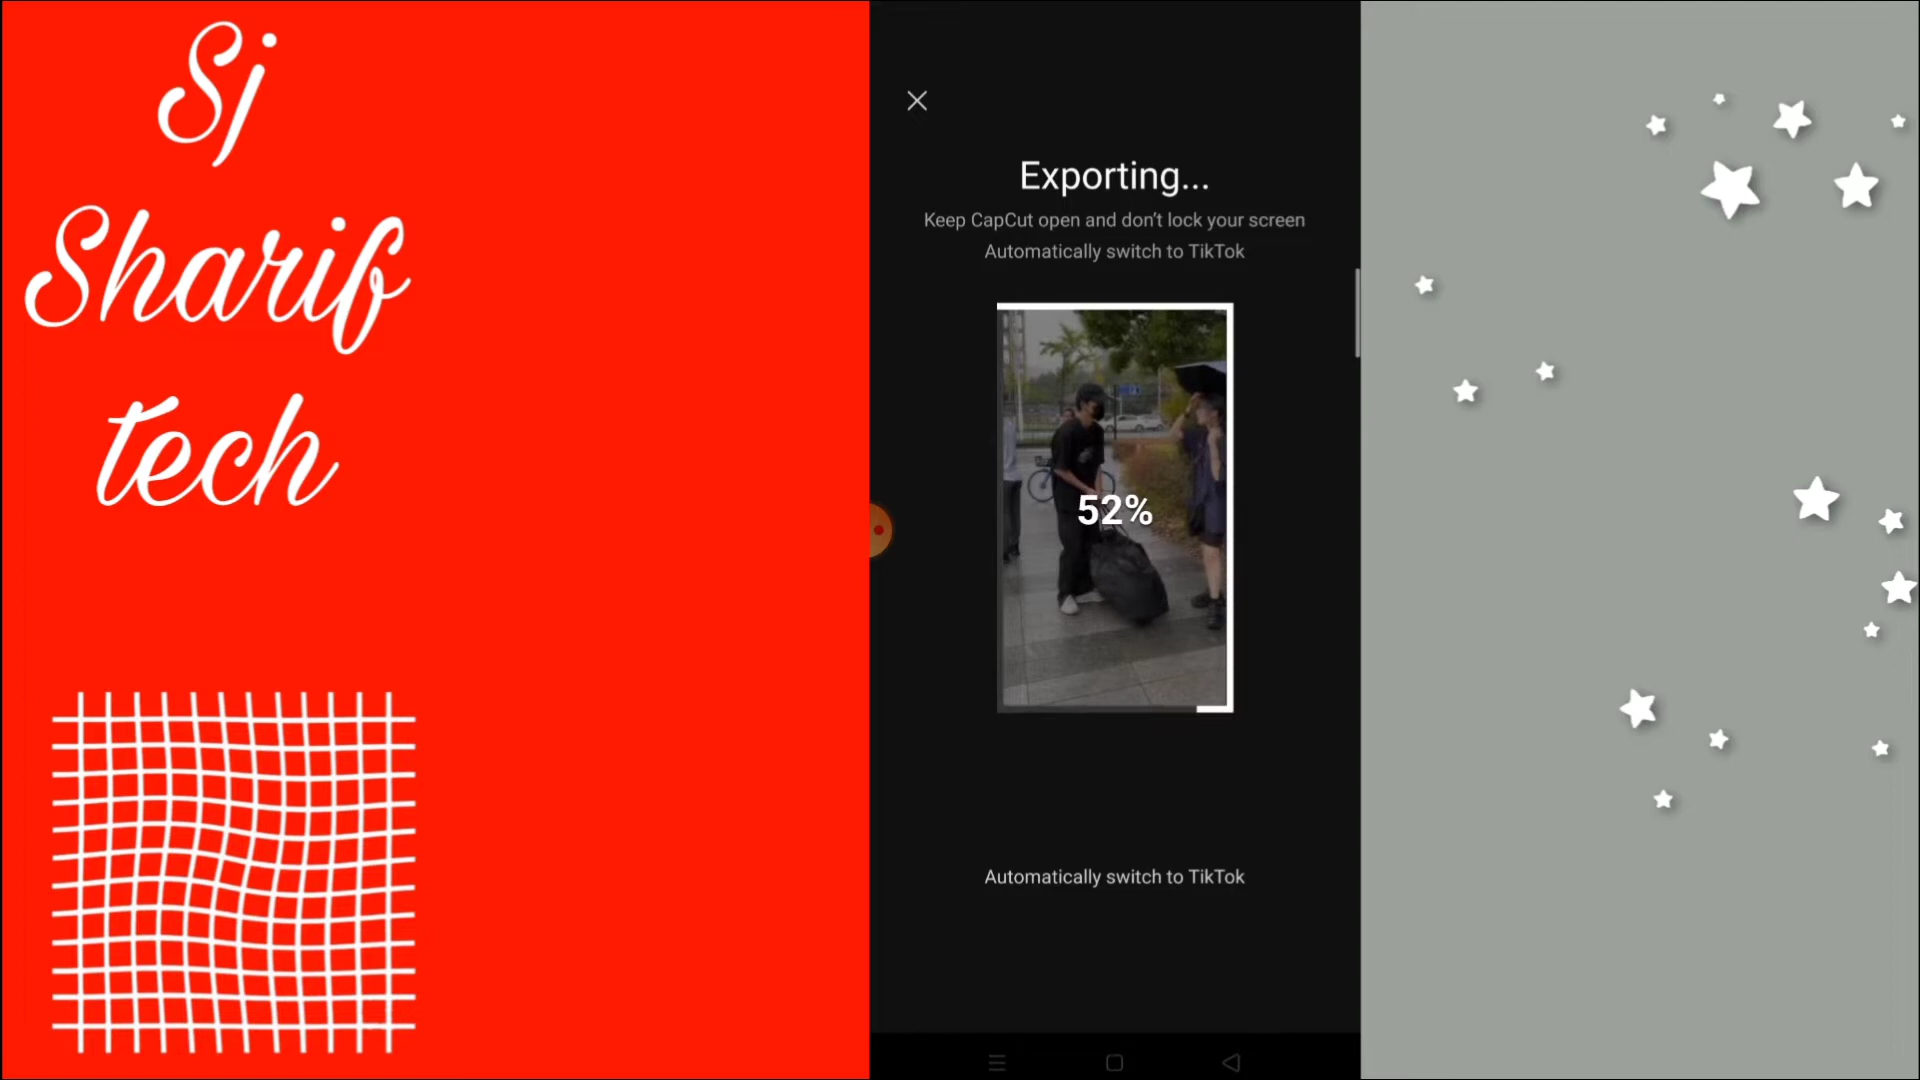 Sj
Sharif
tech
Exporting...
Keep CapCut open and don't lock your screen
Automatically switch to TikTok
52%
Automatically switch to TikTok